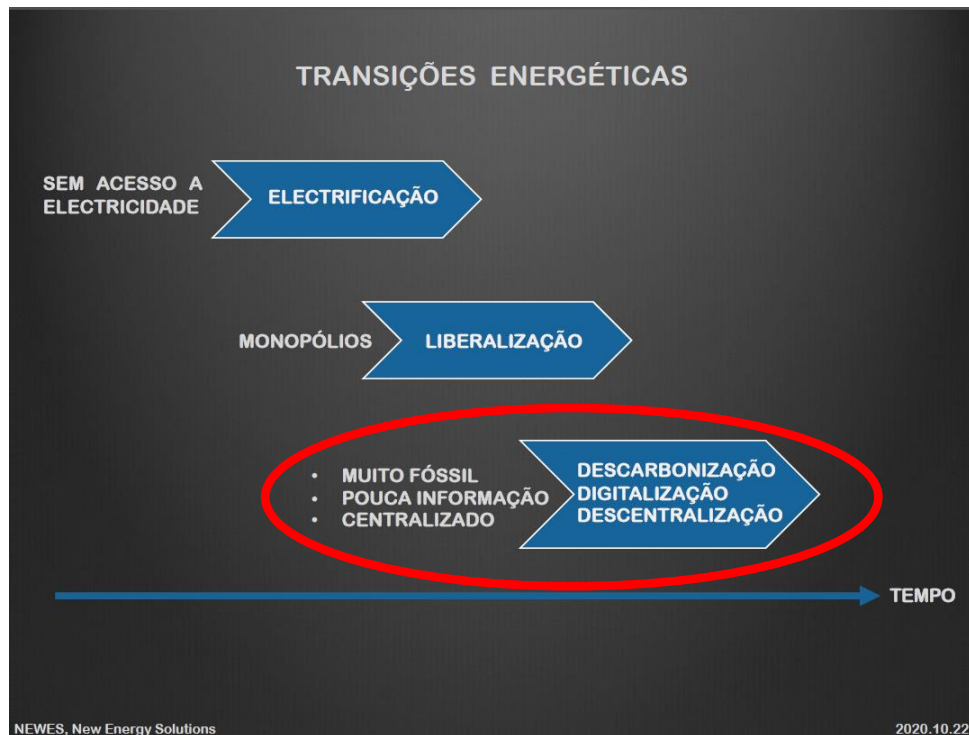 TRANSIÇÕES ENERGÉTICAS
SEM ACESSO A
ELECTRICIDADE
ELECTRIFICAÇÃO
MONOPÓLIOS
LIBERALIZAÇÃO
• MUITO FÓSSIL
• POUCA INFORMAÇÃO
• CENTRALIZADO
DESCARBONIZAÇÃO
DIGITALIZAÇÃO
DESCENTRALIZAÇÃO
TEMPO
NEWES, New Energy Solutions
2020.10.22